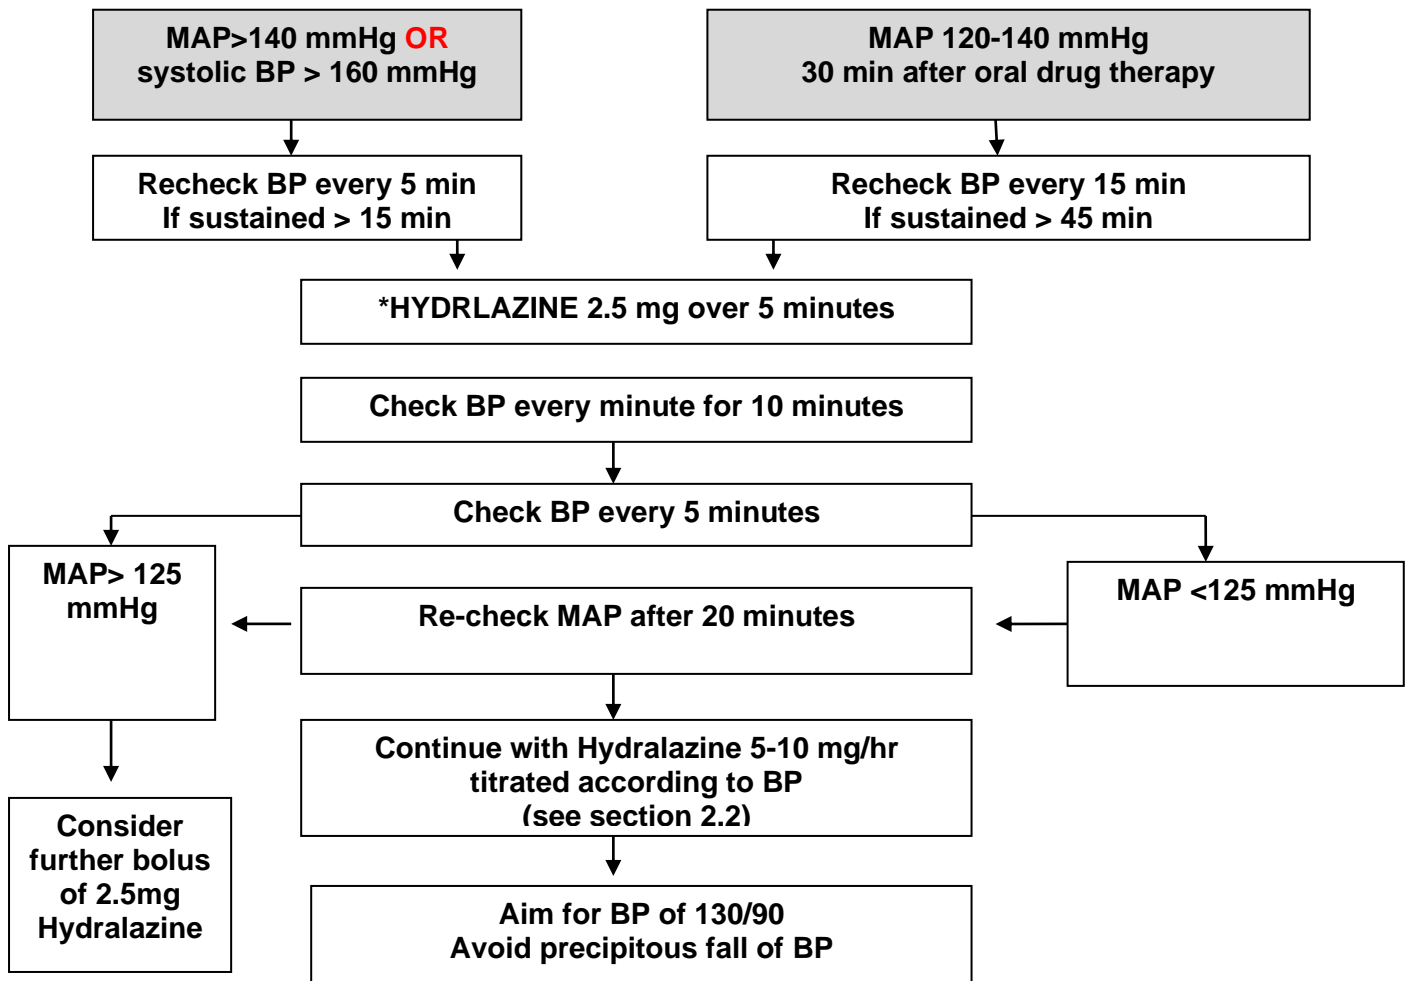 MAP>140 mmHg OR
systolic BP > 160 mmHg
MAP 120-140 mmHg
30 min after oral drug therapy
Recheck BP every 5 min
If sustained > 15 min
Recheck BP every 15 min
If sustained > 45 min
*HYDRLAZINE 2.5 mg over 5 minutes
Check BP every minute for 10 minutes
Check BP every 5 minutes
MAP> 125
mmHg
MAP <125 mmHg
Re-check MAP after 20 minutes
Continue with Hydralazine 5-10 mg/hr
titrated according to BP
(see section 2.2)
Consider
further bolus
of 2.5mg
Hydralazine
Aim for BP of 130/90
Avoid precipitous fall of BP